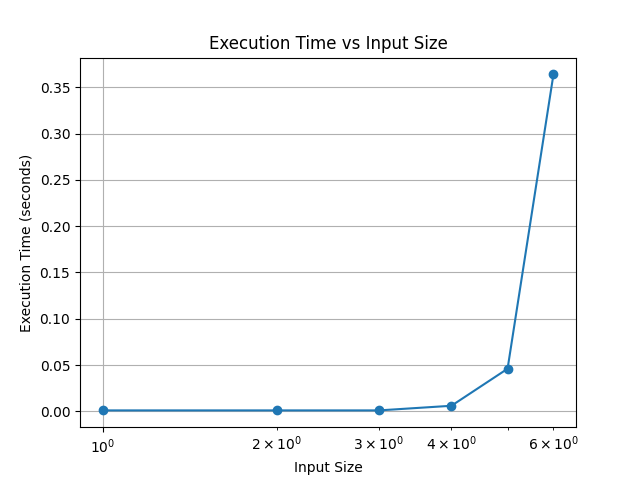 Execution Time vs Input Size
0.35
0.30
0.25
0.20
0.15
0.10
0.05
0.00
Execution Time (seconds)
10⁰
2 × 10⁰
3 × 10⁰
4 × 10⁰
6 × 10⁰
Input Size